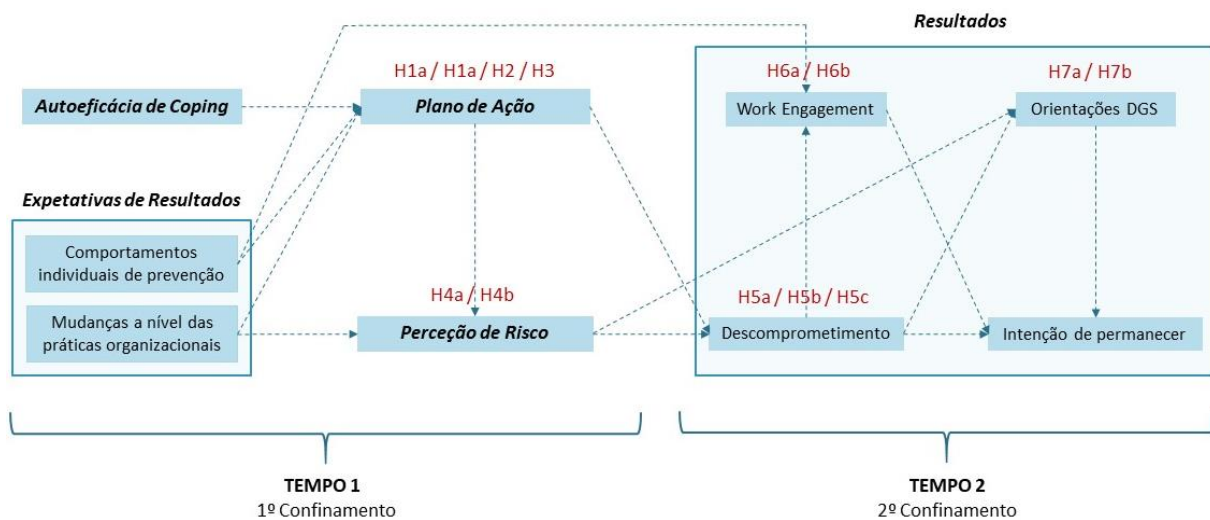 Resultados
H1a / H1a / H2 / H3
H6a / H6b
H7a / H7b
Autoeficácia de Coping
Plano de Ação
Work Engagement
Orientações DGS
Expetativas de Resultados
Comportamentos
individuais de prevenção
Mudanças a nível das
práticas organizacionais
H4a / H4b
Perceção de Risco
H5a / H5b / H5c
Descomprometimento
Intenção de permanecer
TEMPO 1
1º Confinamento
TEMPO 2
2º Confinamento